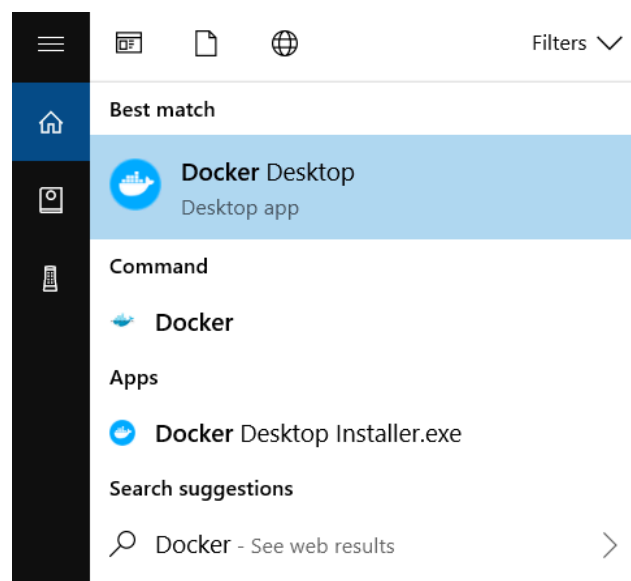 Filters
Best match
Docker Desktop
Desktop app
Command
Docker
Apps
Docker Desktop Installer.exe
Search suggestions
Docker - See web results